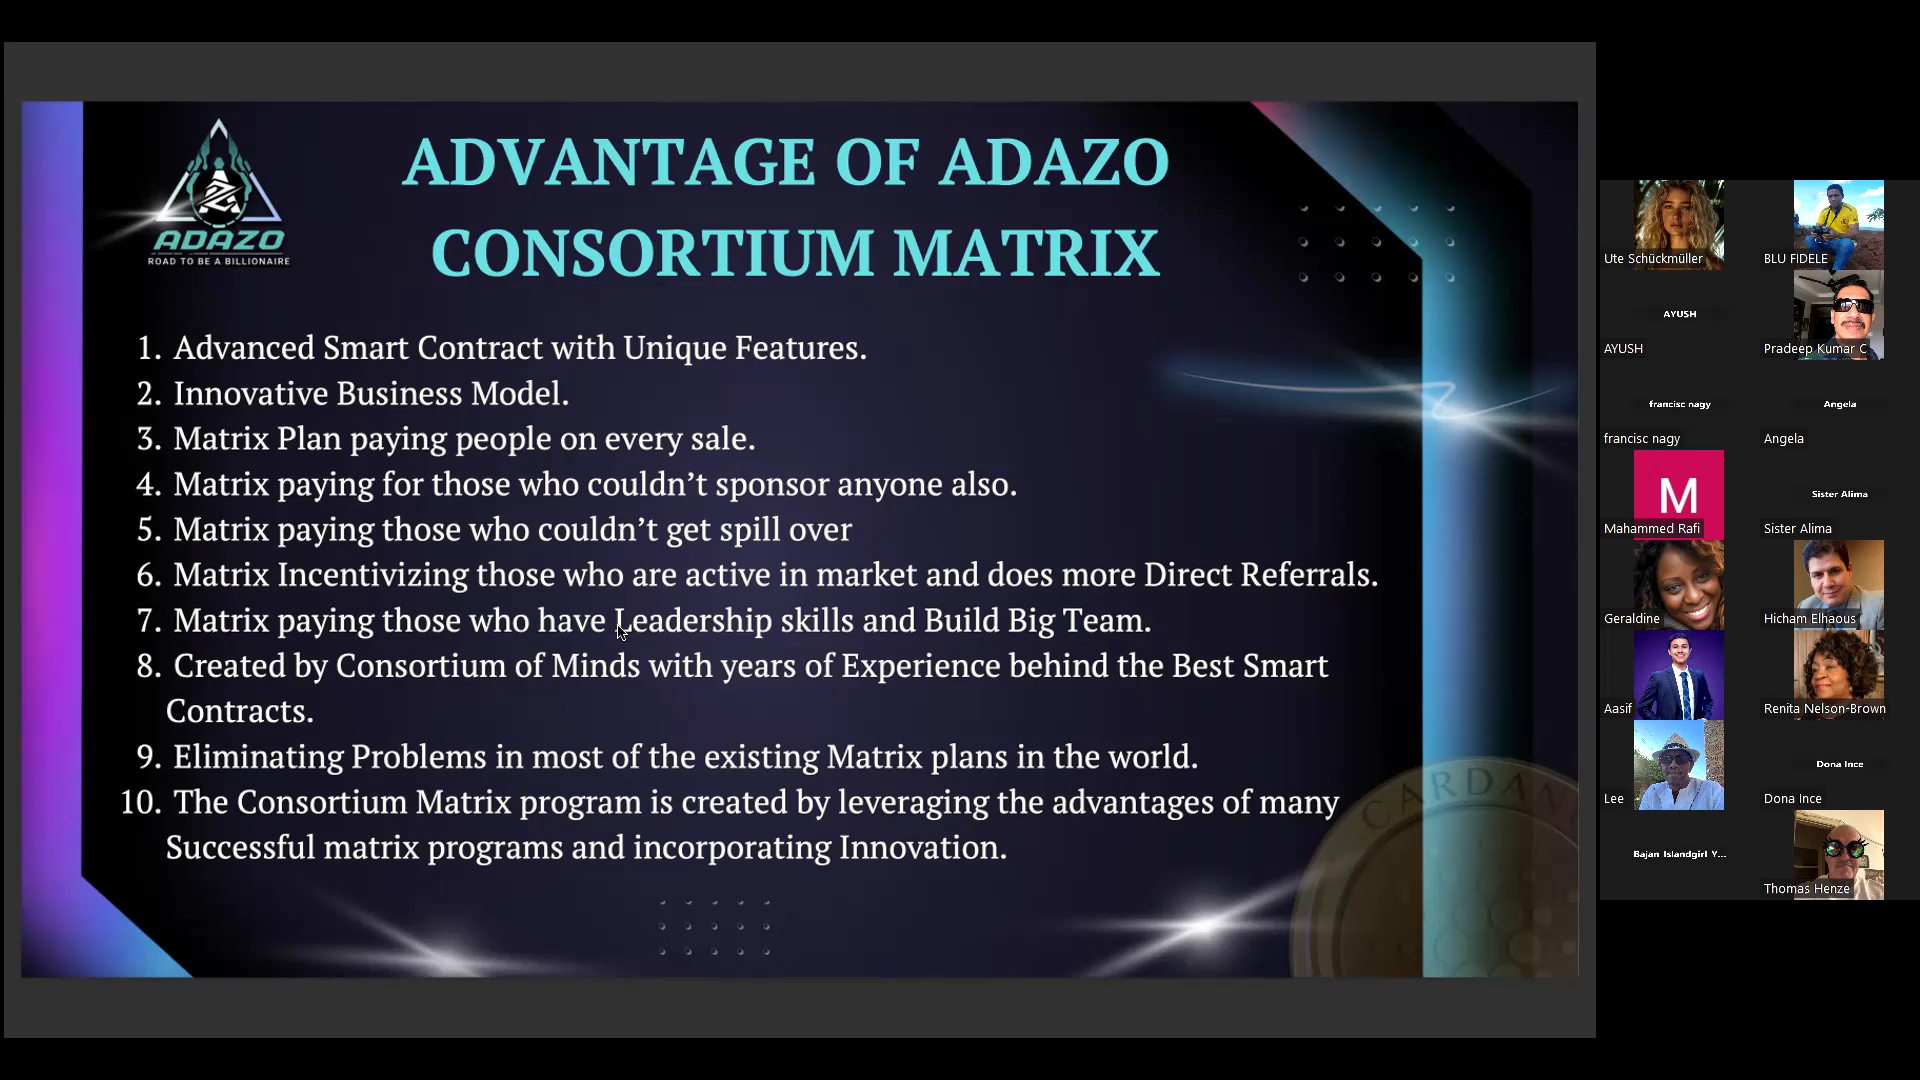 ADAZO
ROAD TO BE A BILLIONAIRE
ADVANTAGE OF ADAZO
CONSORTIUM MATRIX
1. Advanced Smart Contract with Unique Features.
2. Innovative Business Model.
3. Matrix Plan paying people on every sale.
4. Matrix paying for those who couldn’t sponsor anyone also.
5. Matrix paying those who couldn’t get spill over
6. Matrix Incentivizing those who are active in market and does more Direct Referrals.
7. Matrix paying those who have Leadership skills and Build Big Team.
8. Created by Consortium of Minds with years of Experience behind the Best Smart
Contracts.
9. Eliminating Problems in most of the existing Matrix plans in the world.
10. The Consortium Matrix program is created by leveraging the advantages of many
Successful matrix programs and incorporating Innovation.
CARDAN
Ute Schückmüller
BLU FIDELE
AYUSH
AYUSH
Pradeep Kumar C
francisc nagy
Angela
francisc nagy
Angela
M
Sister Alima
Mahammed Rafi
Sister Alima
Geraldine
Hicham Elhaous
Aasif
Renita Nelson-Brown
Dona Ince
Lee
Dona Ince
Bajan Islandgirl Y...
Thomas Henze